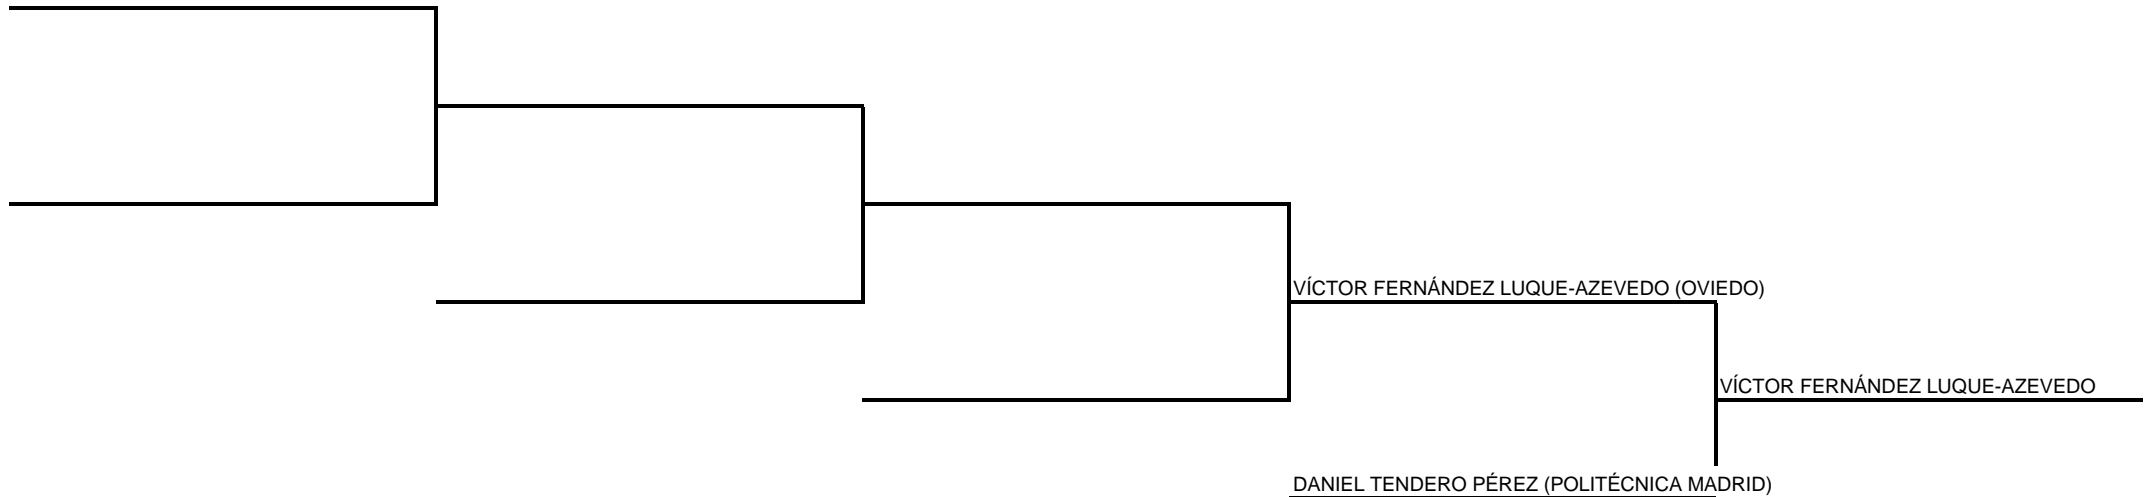 VÍCTOR FERNÁNDEZ LUQUE-AZEVEDO (OVIEDO)
VÍCTOR FERNÁNDEZ LUQUE-AZEVEDO
DANIEL TENDERO PÉREZ (POLITÉCNICA MADRID)